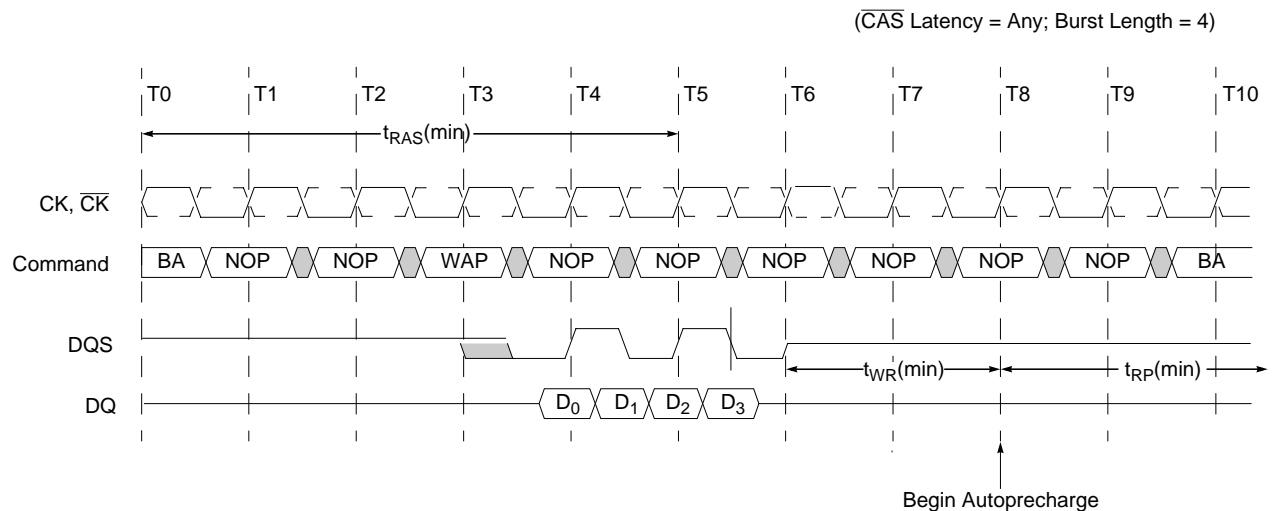 (C̅A̅S̅ Latency = Any; Burst Length = 4)
T0 T1 T2 T3 T4 T5 T6 T7 T8 T9 T10
tRAS(min)
CK, C̅K̅
Command BA NOP NOP WAP NOP NOP NOP NOP NOP NOP BA
DQS
tWR(min) tRP(min)
DQ D0 D1 D2 D3
Begin Autoprecharge